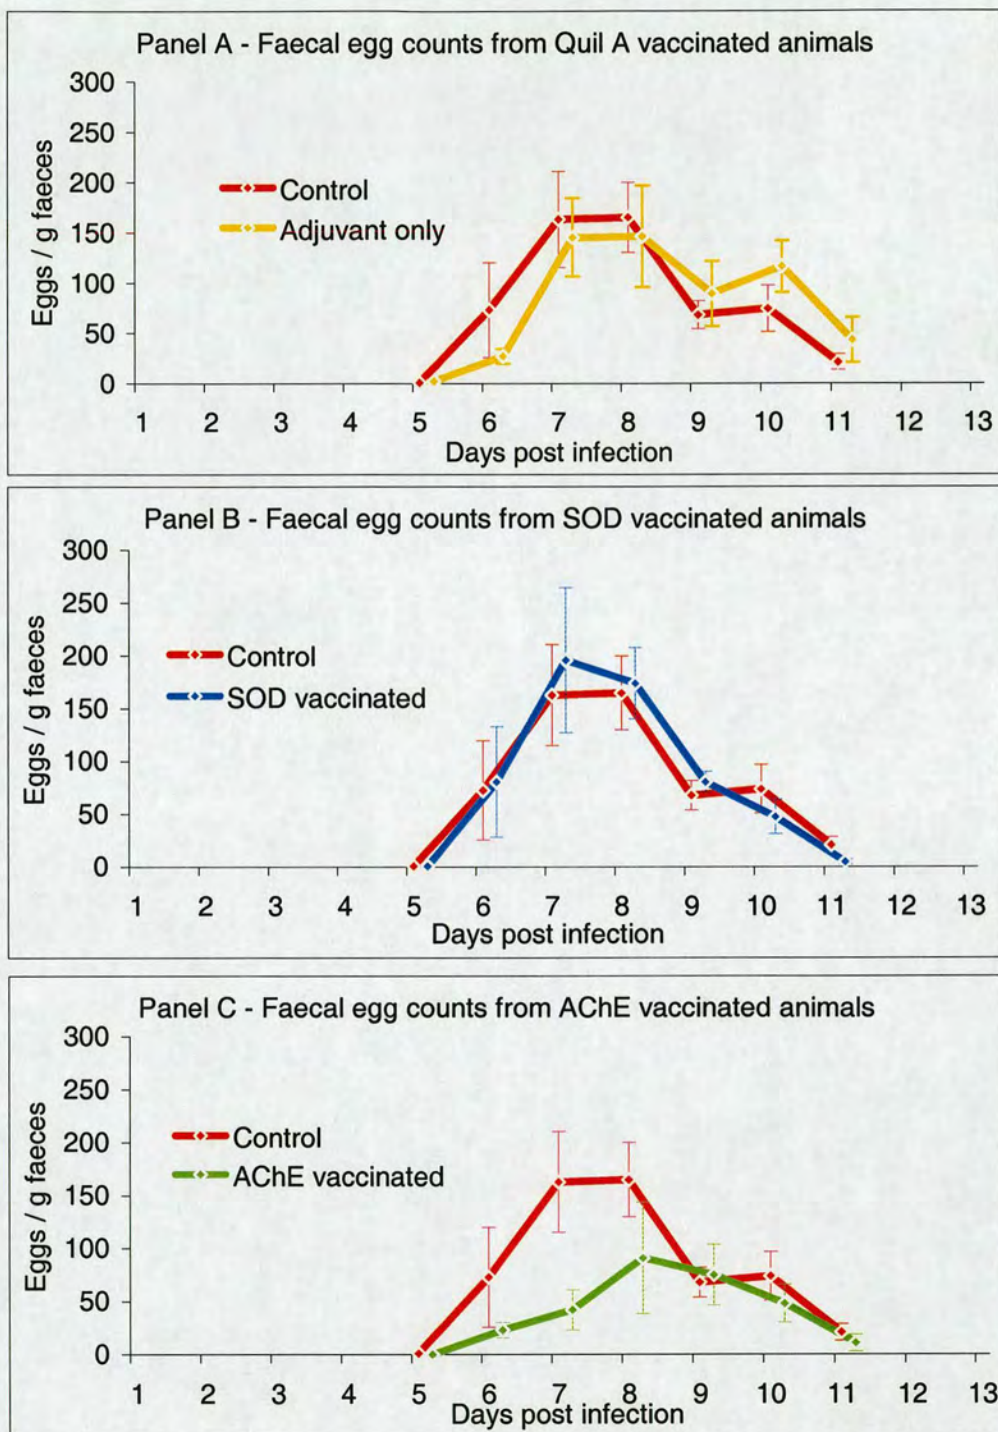 Panel A - Faecal egg counts from Quil A vaccinated animals
300
250
200
150
100
50
0
Eggs / g faeces
Control
Adjuvant only
1 2 3 4 5 6 7 8 9 10 11 12 13
Days post infection
Panel B - Faecal egg counts from SOD vaccinated animals
300
250
200
150
100
50
0
Eggs / g faeces
Control
SOD vaccinated
1 2 3 4 5 6 7 8 9 10 11 12 13
Days post infection
Panel C - Faecal egg counts from AChE vaccinated animals
300
250
200
150
100
50
0
Eggs / g faeces
Control
AChE vaccinated
1 2 3 4 5 6 7 8 9 10 11 12 13
Days post infection